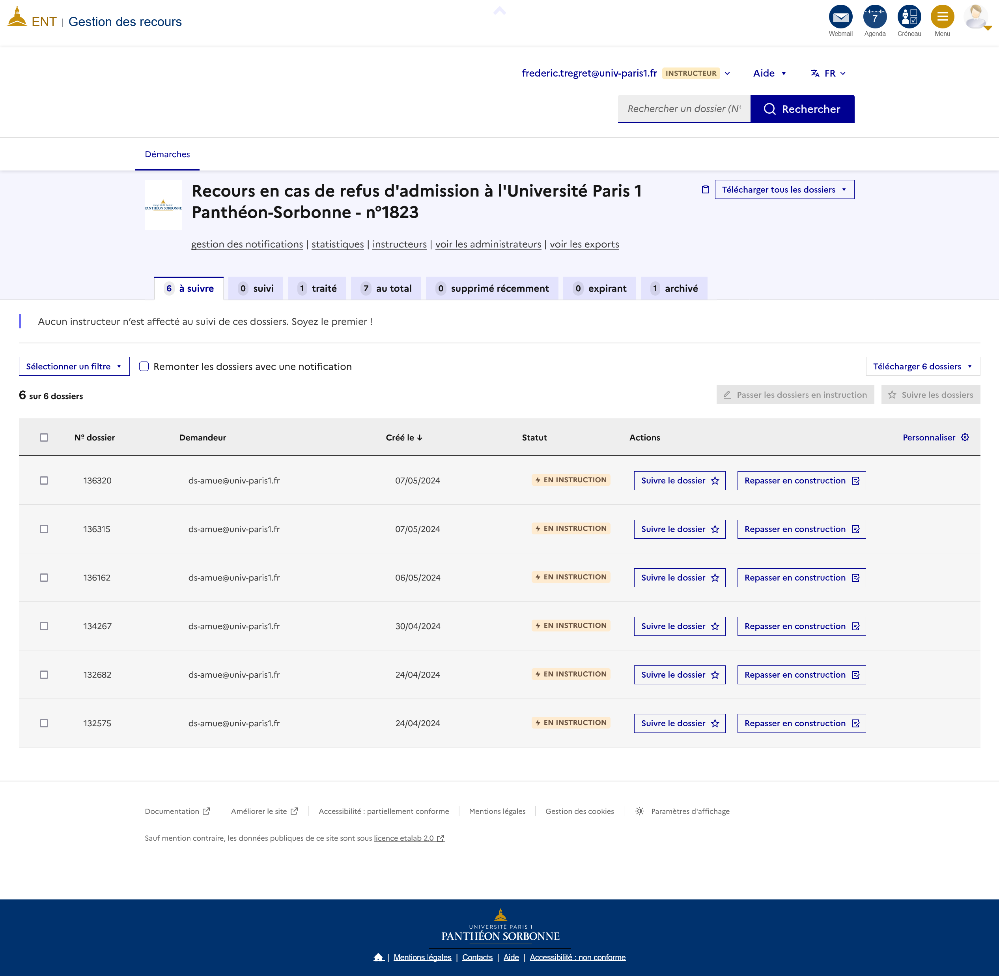 ENT | Gestion des recours
7
Webmail Agenda Créneau Menu
frederic.tregret@univ-paris1.fr INSTRUCTEUR Aide FR
Rechercher un dossier (N° Rechercher
Démarches
UNIVERSITÉ PARIS 1
PANTHÉON SORBONNE
Recours en cas de refus d'admission à l'Université Paris 1
Panthéon-Sorbonne - n°1823
Télécharger tous les dossiers
gestion des notifications | statistiques | instructeurs | voir les administrateurs | voir les exports
6 à suivre 0 suivi 1 traité 7 au total 0 supprimé récemment 0 expirant 1 archivé
Aucun instructeur n’est affecté au suivi de ces dossiers. Soyez le premier !
Sélectionner un filtre Remonter les dossiers avec une notification Télécharger 6 dossiers
6 sur 6 dossiers Passer les dossiers en instruction Suivre les dossiers
Nº dossier Demandeur Créé le ↓ Statut Actions Personnaliser
136320 ds-amue@univ-paris1.fr 07/05/2024 EN INSTRUCTION Suivre le dossier Repasser en construction
136315 ds-amue@univ-paris1.fr 07/05/2024 EN INSTRUCTION Suivre le dossier Repasser en construction
136162 ds-amue@univ-paris1.fr 06/05/2024 EN INSTRUCTION Suivre le dossier Repasser en construction
134267 ds-amue@univ-paris1.fr 30/04/2024 EN INSTRUCTION Suivre le dossier Repasser en construction
132682 ds-amue@univ-paris1.fr 24/04/2024 EN INSTRUCTION Suivre le dossier Repasser en construction
132575 ds-amue@univ-paris1.fr 24/04/2024 EN INSTRUCTION Suivre le dossier Repasser en construction
Documentation Améliorer le site Accessibilité : partiellement conforme Mentions légales Gestion des cookies Paramètres d'affichage
Sauf mention contraire, les données publiques de ce site sont sous licence etalab 2.0
UNIVERSITÉ PARIS 1
PANTHÉON SORBONNE
| Mentions légales | Contacts | Aide | Accessibilité : non conforme